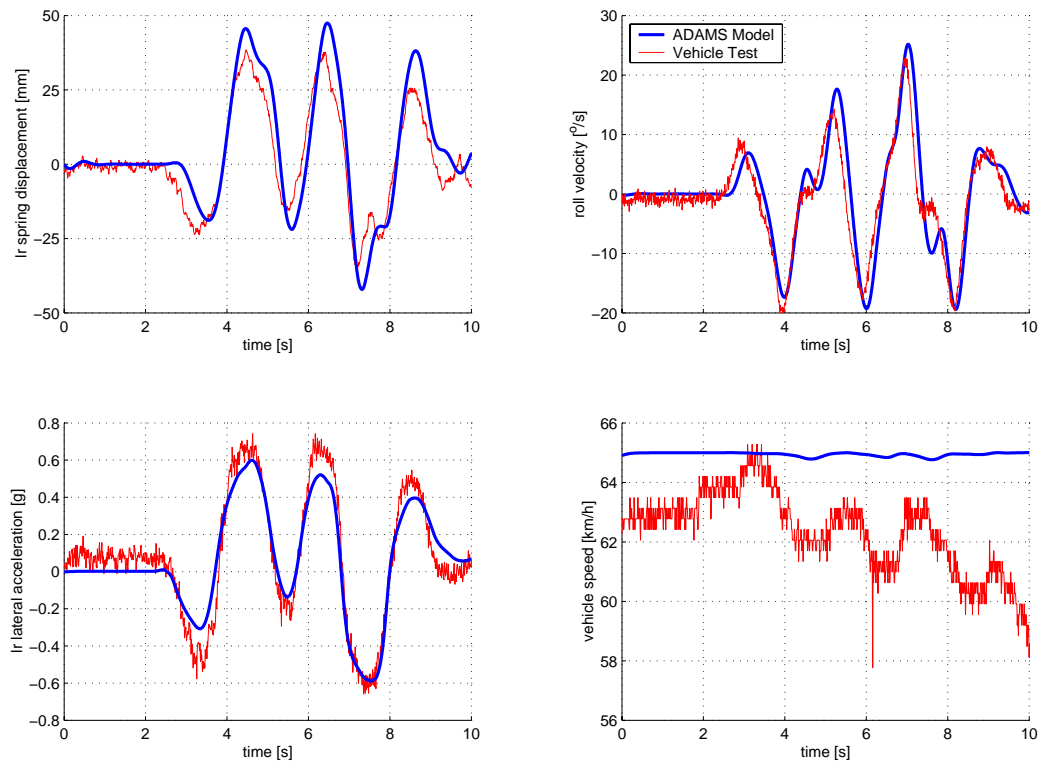 50
25
0
−25
−50
0 2 4 6 8 10
lr spring displacement [mm]
time [s]
ADAMS Model
Vehicle Test
30
20
10
0
−10
−20
0 2 4 6 8 10
roll velocity [°/s]
time [s]
0.8
0.6
0.4
0.2
0
−0.2
−0.4
−0.6
−0.8
0 2 4 6 8 10
lr lateral acceleration [g]
time [s]
66
64
62
60
58
56
0 2 4 6 8 10
vehicle speed [km/h]
time [s]